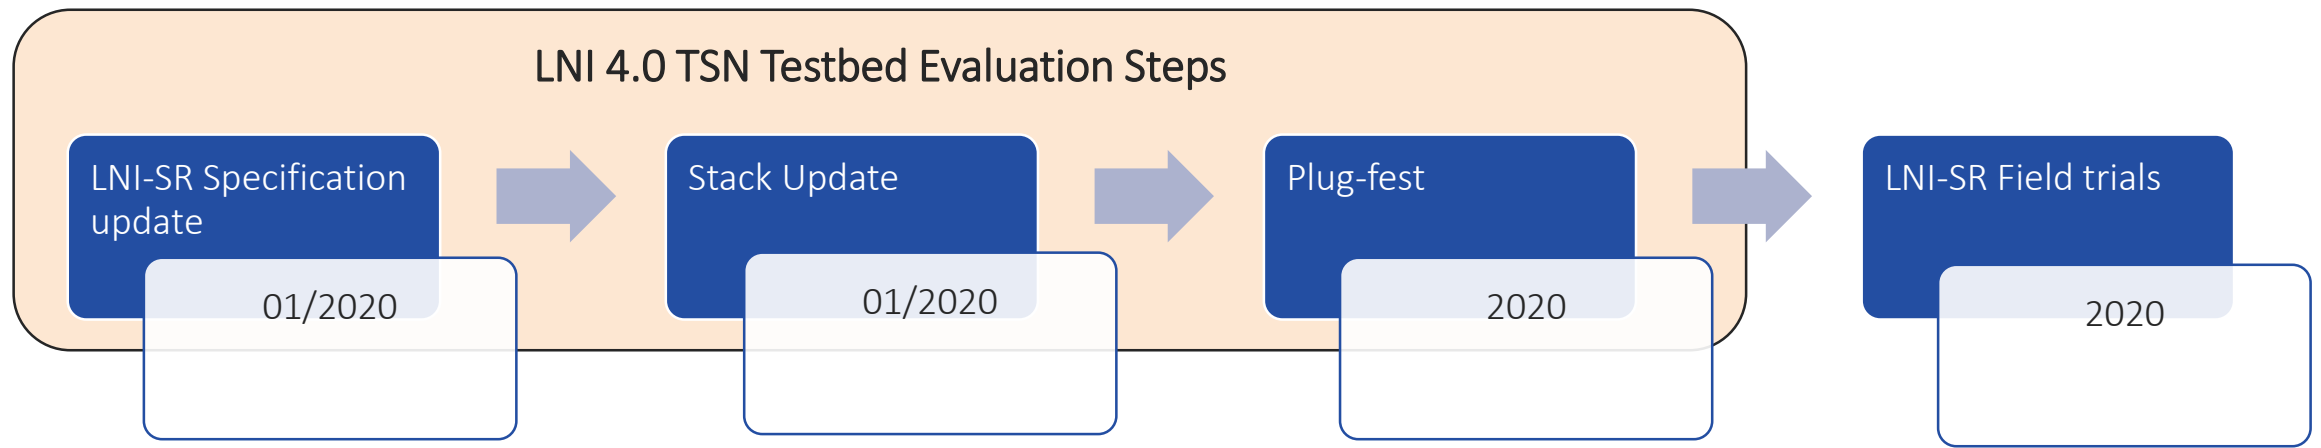 LNI 4.0 TSN Testbed Evaluation Steps
LNI-SR Specification
update
01/2020
Stack Update
01/2020
Plug-fest
2020
LNI-SR Field trials
2020